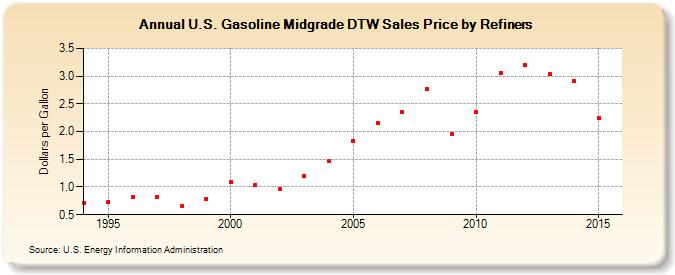 Annual U.S. Gasoline Midgrade DTW Sales Price by Refiners
Dollars per Gallon
3.5
3.0
2.5
2.0
1.5
1.0
0.5
1995 2000 2005 2010 2015
Source: U.S. Energy Information Administration